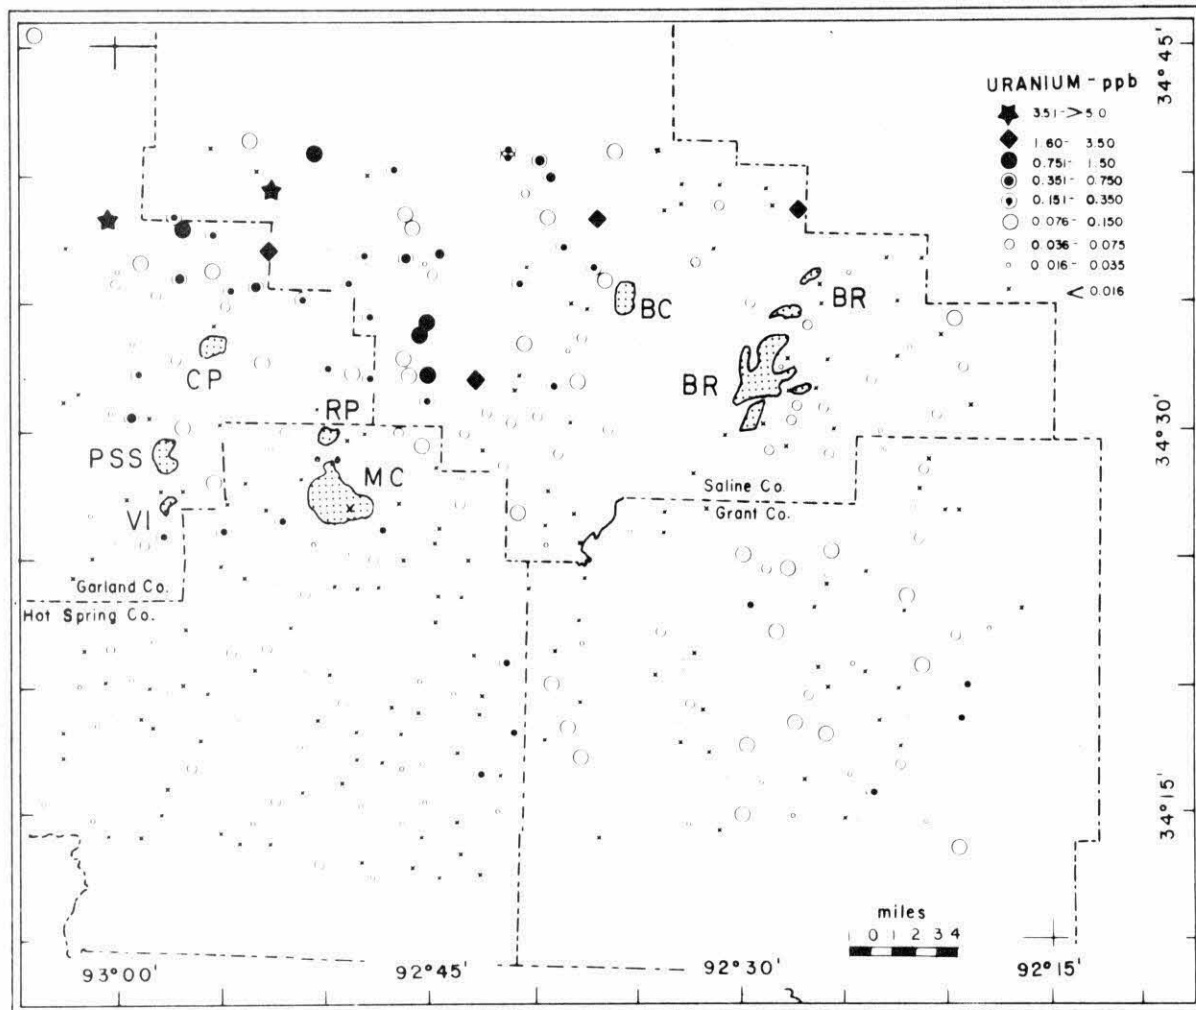 34° 45'
URANIUM - ppb
3.51 - > 5.0
1.60 - 3.50
0.751 - 1.50
0.351 - 0.750
0.151 - 0.350
0.076 - 0.150
0.036 - 0.075
0.016 - 0.035
< 0.016
BR
BC
CP
BR
RP
34° 30'
PSS
MC
Saline Co.
VI
Grant Co.
Garland Co.
Hot Spring Co.
34° 15'
miles
1 0 1 2 3 4
93°00'
92°45'
92°30'
92°15'